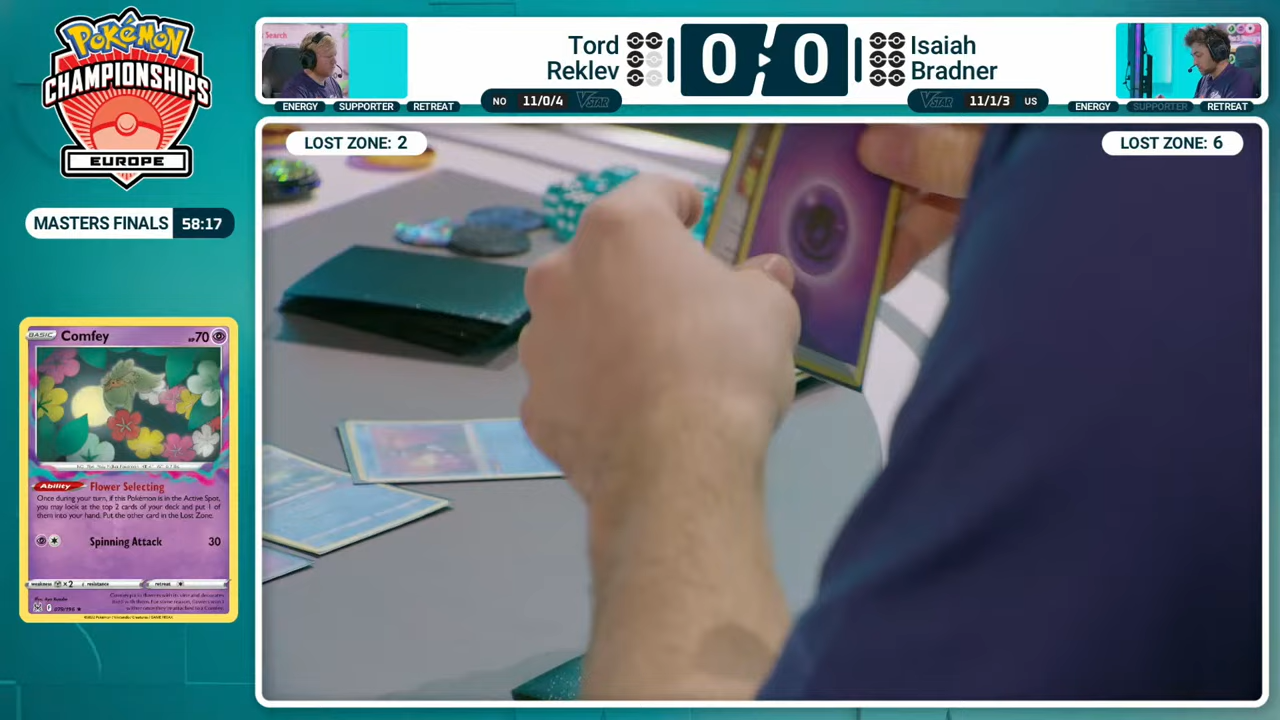 Pokémon
CHAMPIONSHIPS
EUROPE
MASTERS FINALS 58:17
Search
Tord
Reklev
0 0
Isaiah
Bradner
NO 11/0/4 VSTAR
VSTAR 11/1/3 US
ENERGY SUPPORTER RETREAT
ENERGY SUPPORTER RETREAT
LOST ZONE: 2
LOST ZONE: 6
BASIC Comfey HP70
Ability Flower Selecting
Once during your turn, if this Pokémon is in the Active Spot,
you may look at the top 2 cards of your deck and put 1 of
them into your hand. Put the other card in the Lost Zone.
Spinning Attack 30
weakness ×2 resistance retreat